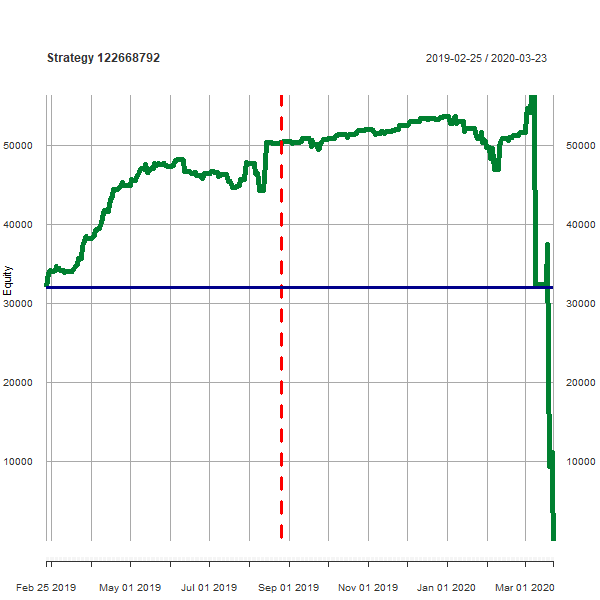 Strategy 122668792
2019-02-25 / 2020-03-23
50000
50000
40000
40000
Equity
30000
30000
20000
20000
10000
10000
Feb 25 2019
May 01 2019
Jul 01 2019
Sep 01 2019
Nov 01 2019
Jan 01 2020
Mar 01 2020